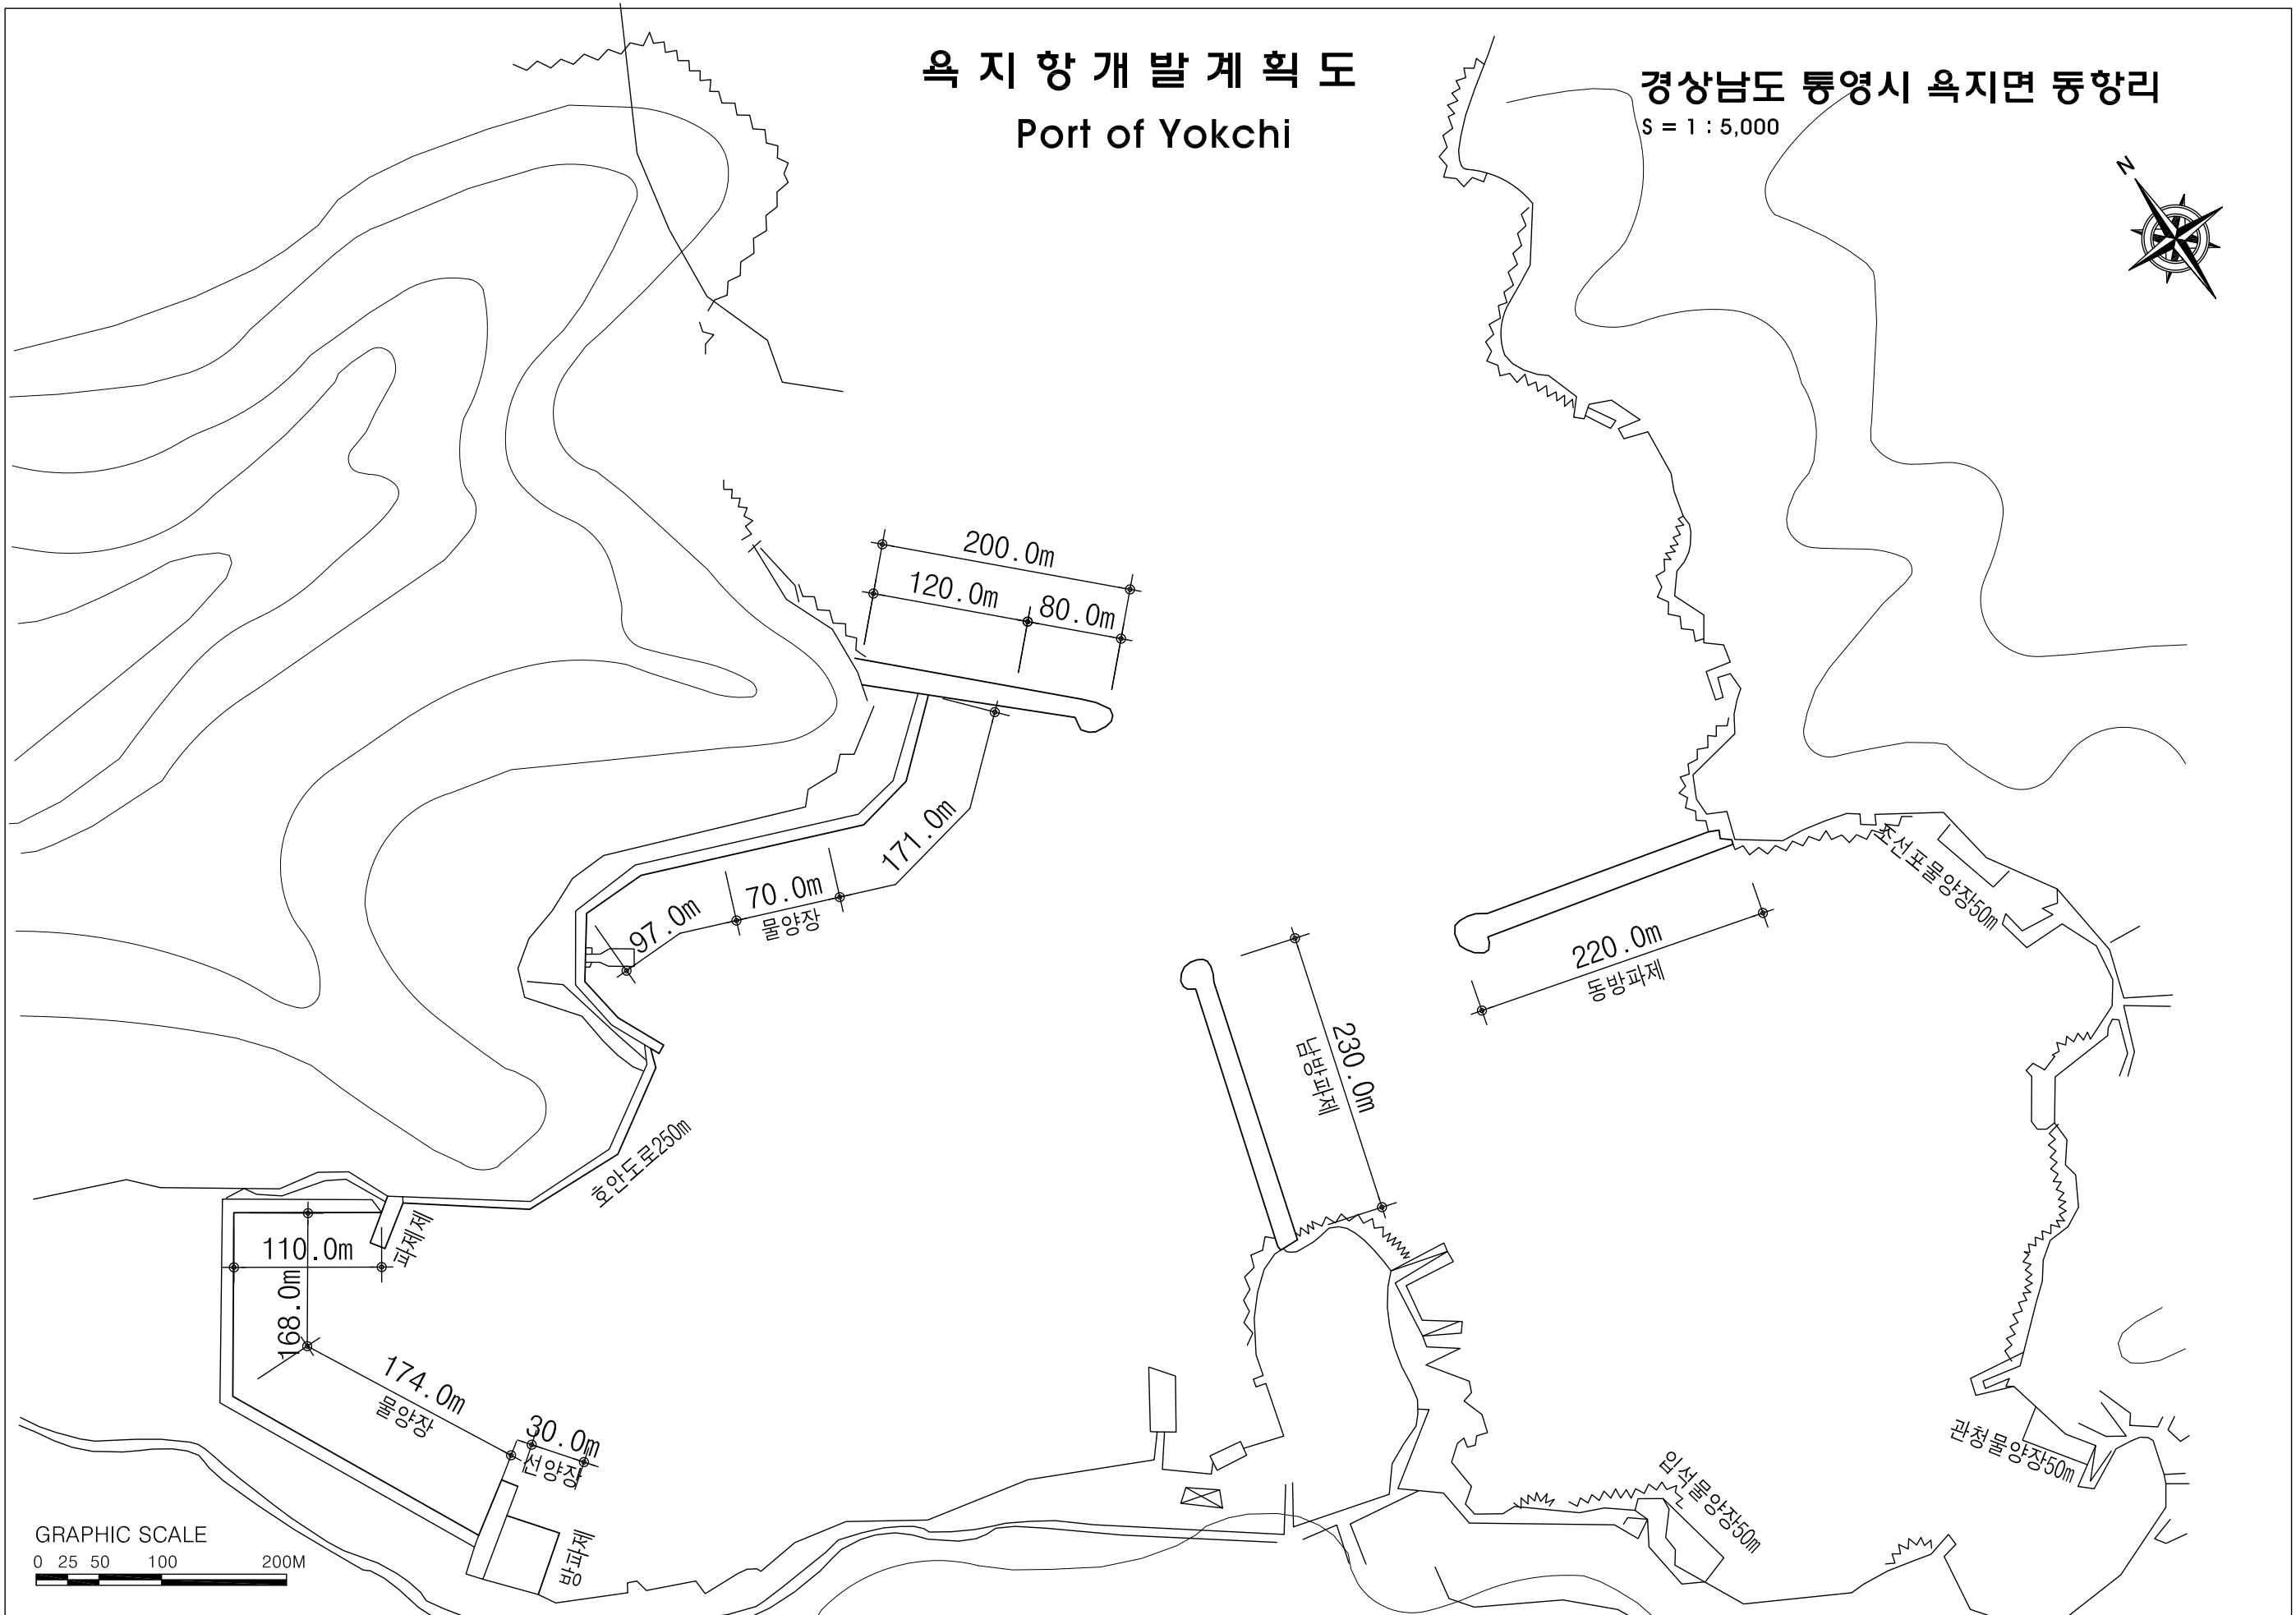 욕지항개발계획도
Port of Yokchi
경상남도 통영시 욕지면 동항리
S = 1 : 5,000
N
200.0m
120.0m
80.0m
171.0m
70.0m
물양장
97.0m
조선포물양장50m
220.0m
동방파제
230.0m
남방파제
호안도로250m
파제제
110.0m
168.0m
174.0m
물양장
30.0m
선양장
방파제
관청물양장50m
입석물양장50m
GRAPHIC SCALE
0 25 50 100 200M